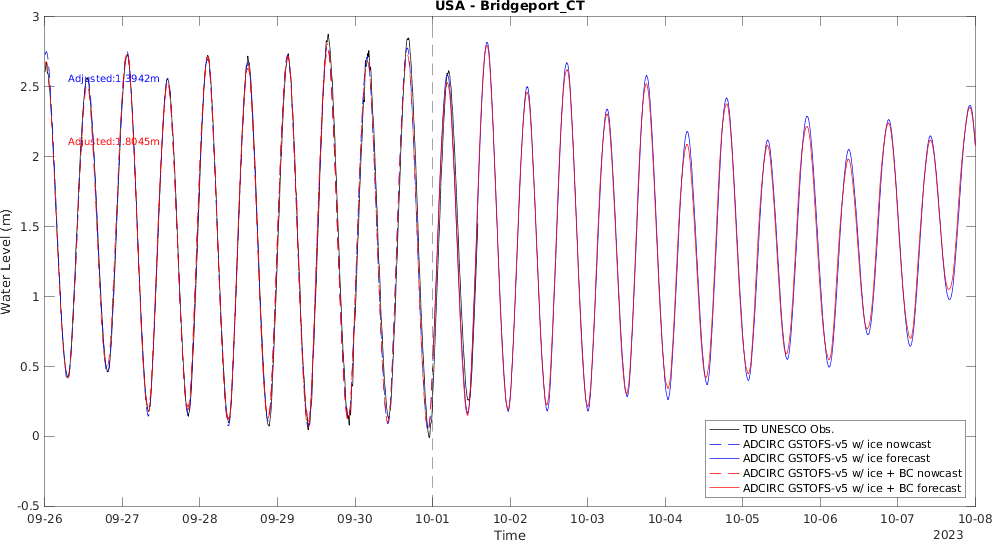 USA - Bridgeport_CT
3
2.5
2
1.5
1
0.5
0
-0.5
Water Level (m)
Adjusted:1.3942m
Adjusted:1.8045m
TD UNESCO Obs.
ADCIRC GSTOFS-v5 w/ ice nowcast
ADCIRC GSTOFS-v5 w/ ice forecast
ADCIRC GSTOFS-v5 w/ ice + BC nowcast
ADCIRC GSTOFS-v5 w/ ice + BC forecast
09-26 09-27 09-28 09-29 09-30 10-01 10-02 10-03 10-04 10-05 10-06 10-07 10-08
Time
2023